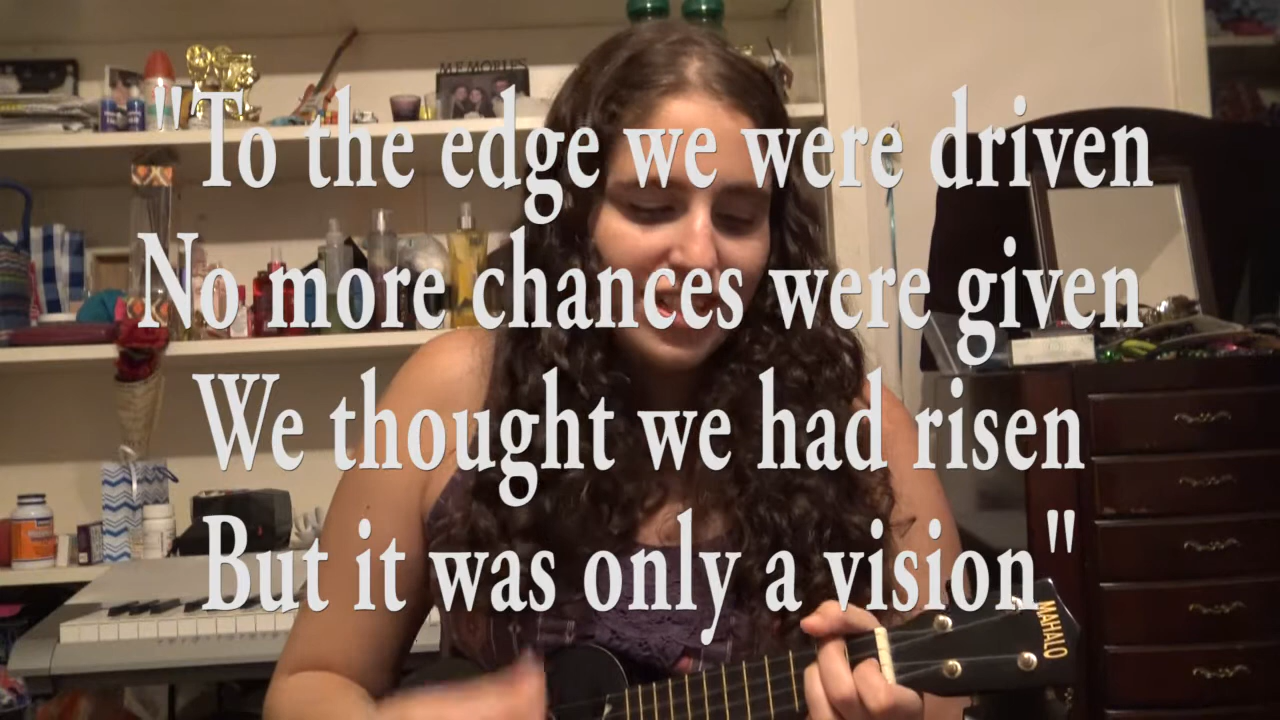 MEMORIES
"To the edge we were driven
No more chances were given
We thought we had risen
But it was only a vision"
MAHALO